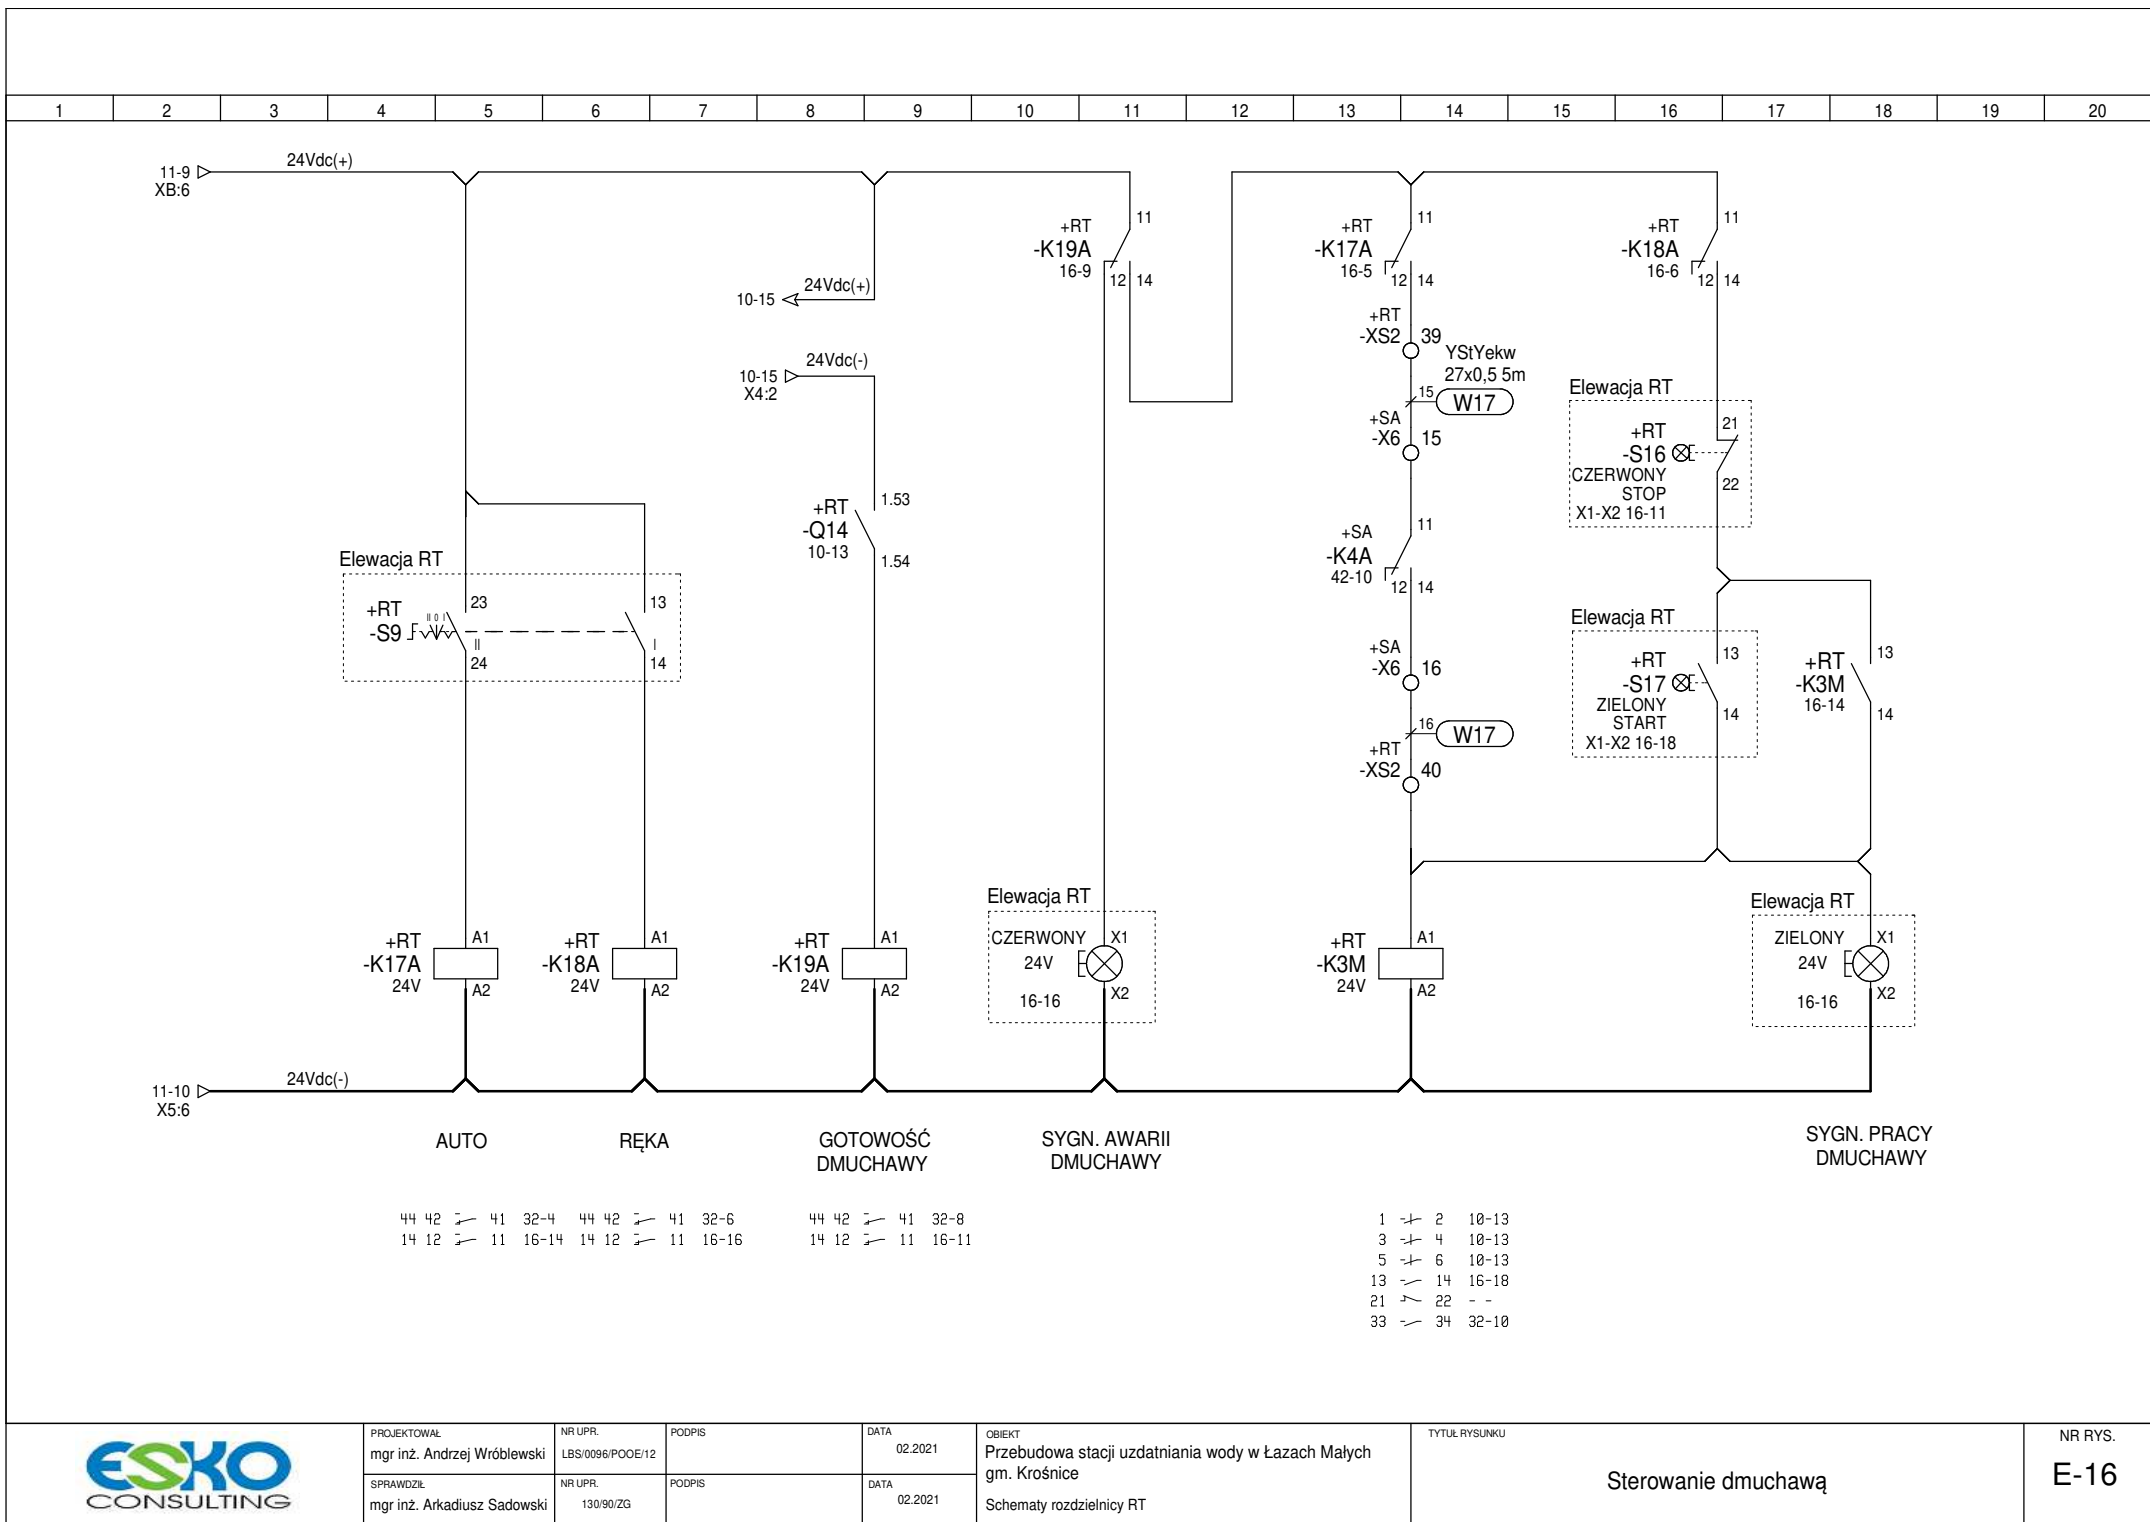 1 2 3 4 5 6 7 8 9 10 11 12 13 14 15 16 17 18 19 20
11-9
XB:6
24Vdc(+)
10-15
24Vdc(+)
10-15
X4:2
24Vdc(-)
+RT
-Q14
10-13
1.53
1.54
Elewacja RT
+RT
-S9
II 0 I
23
II
24
13
I
14
+RT
-K19A
16-9
11
12
14
+RT
-K17A
16-5
11
12
14
+RT
-XS2
39
YStYekw
27x0,5 5m
15
W17
+SA
-X6
15
+SA
-K4A
42-10
11
12
14
+SA
-X6
16
16
W17
+RT
-XS2
40
+RT
-K18A
16-6
11
12
14
Elewacja RT
+RT
-S16
CZERWONY
STOP
X1-X2 16-11
21
22
Elewacja RT
+RT
-S17
ZIELONY
START
X1-X2 16-18
13
14
+RT
-K3M
16-14
13
14
+RT
-K17A
24V
A1
A2
+RT
-K18A
24V
A1
A2
+RT
-K19A
24V
A1
A2
Elewacja RT
CZERWONY
24V
16-16
X1
X2
+RT
-K3M
24V
A1
A2
Elewacja RT
ZIELONY
24V
16-16
X1
X2
11-10
X5:6
24Vdc(-)
AUTO
RĘKA
GOTOWOŚĆ
DMUCHAWY
SYGN. AWARII
DMUCHAWY
SYGN. PRACY
DMUCHAWY
44 42 41 32-4
14 12 11 16-14
44 42 41 32-6
14 12 11 16-16
44 42 41 32-8
14 12 11 16-11
1 2 10-13
3 4 10-13
5 6 10-13
13 14 16-18
21 22 - -
33 34 32-10
ESKO
CONSULTING
PROJEKTOWAŁ
mgr inż. Andrzej Wróblewski
NR UPR.
LBS/0096/POOE/12
PODPIS
DATA
02.2021
SPRAWDZIŁ
mgr inż. Arkadiusz Sadowski
NR UPR.
130/90/ZG
PODPIS
DATA
02.2021
OBIEKT
Przebudowa stacji uzdatniania wody w Łazach Małych
gm. Krośnice
Schematy rozdzielnicy RT
TYTUŁ RYSUNKU
Sterowanie dmuchawą
NR RYS.
E-16